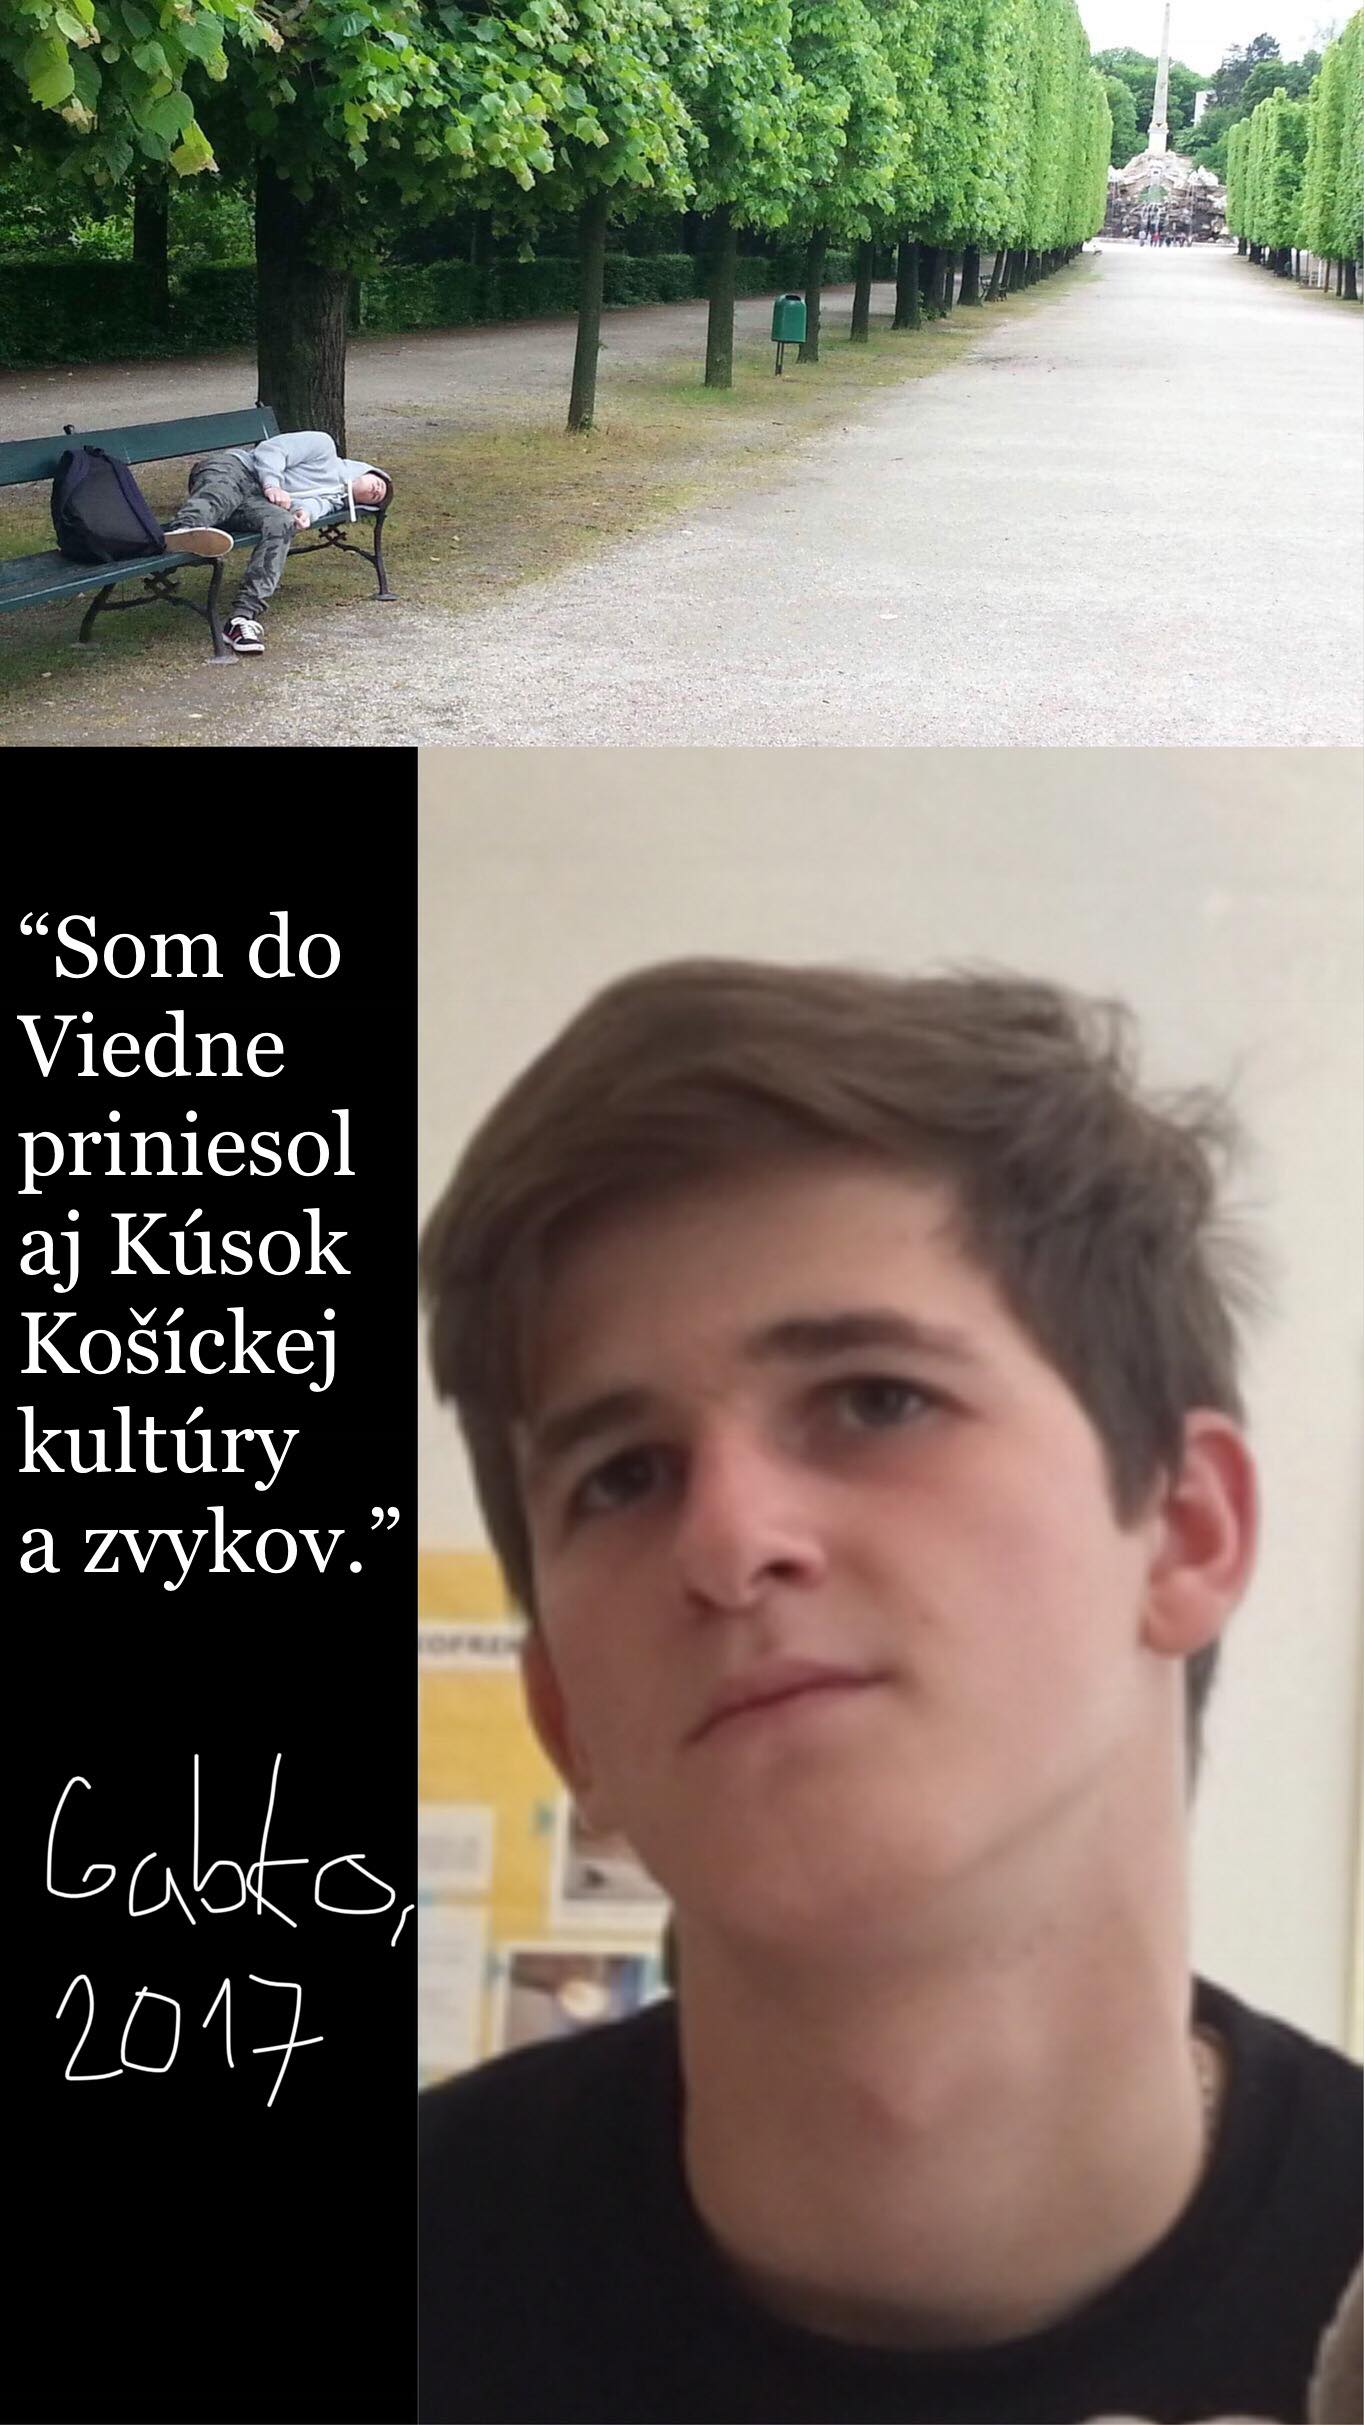 “Som do
Viedne
priniesol
aj Kúsok
Košíckej
kultúry
a zvykov.”
Gabko,
2017